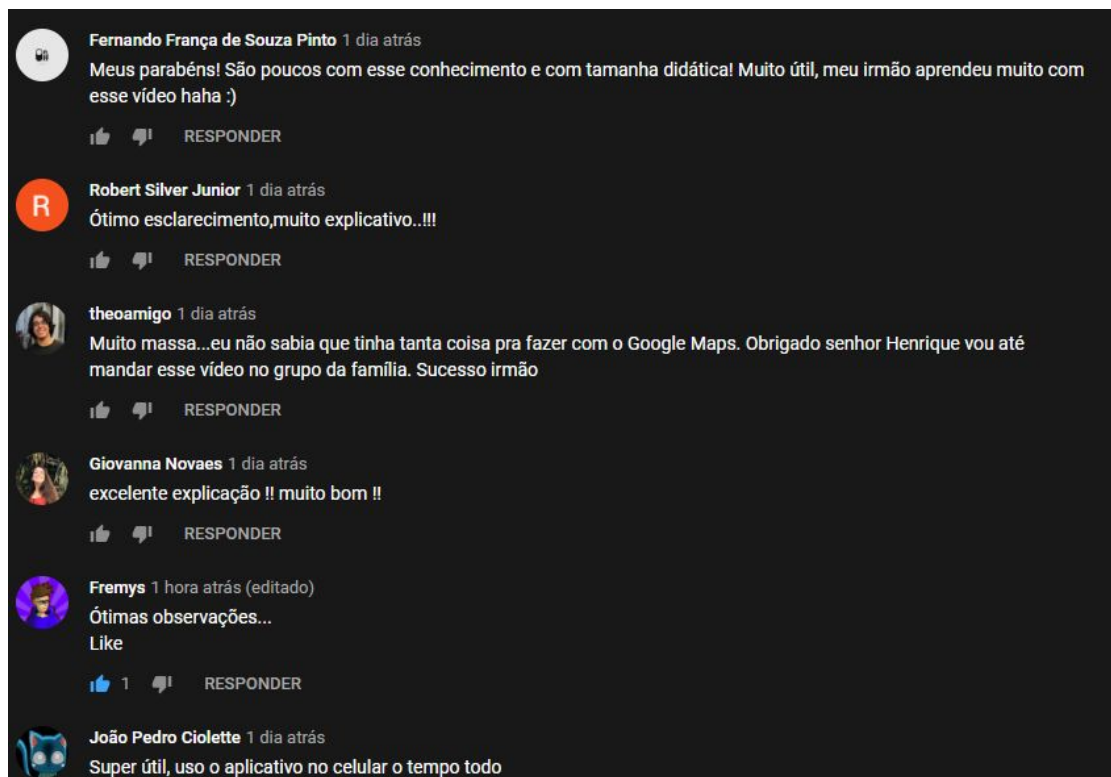 Fernando França de Souza Pinto 1 dia atrás
Meus parabéns! São poucos com esse conhecimento e com tamanha didática! Muito útil, meu irmão aprendeu muito com
esse vídeo haha :)
RESPONDER
R
Robert Silver Junior 1 dia atrás
Ótimo esclarecimento,muito explicativo..!!!
RESPONDER
theoamigo 1 dia atrás
Muito massa...eu não sabia que tinha tanta coisa pra fazer com o Google Maps. Obrigado senhor Henrique vou até
mandar esse vídeo no grupo da família. Sucesso irmão
RESPONDER
Giovanna Novaes 1 dia atrás
excelente explicação !! muito bom !!
RESPONDER
Fremys 1 hora atrás (editado)
Ótimas observações...
Like
1 RESPONDER
João Pedro Ciolette 1 dia atrás
Super útil, uso o aplicativo no celular o tempo todo